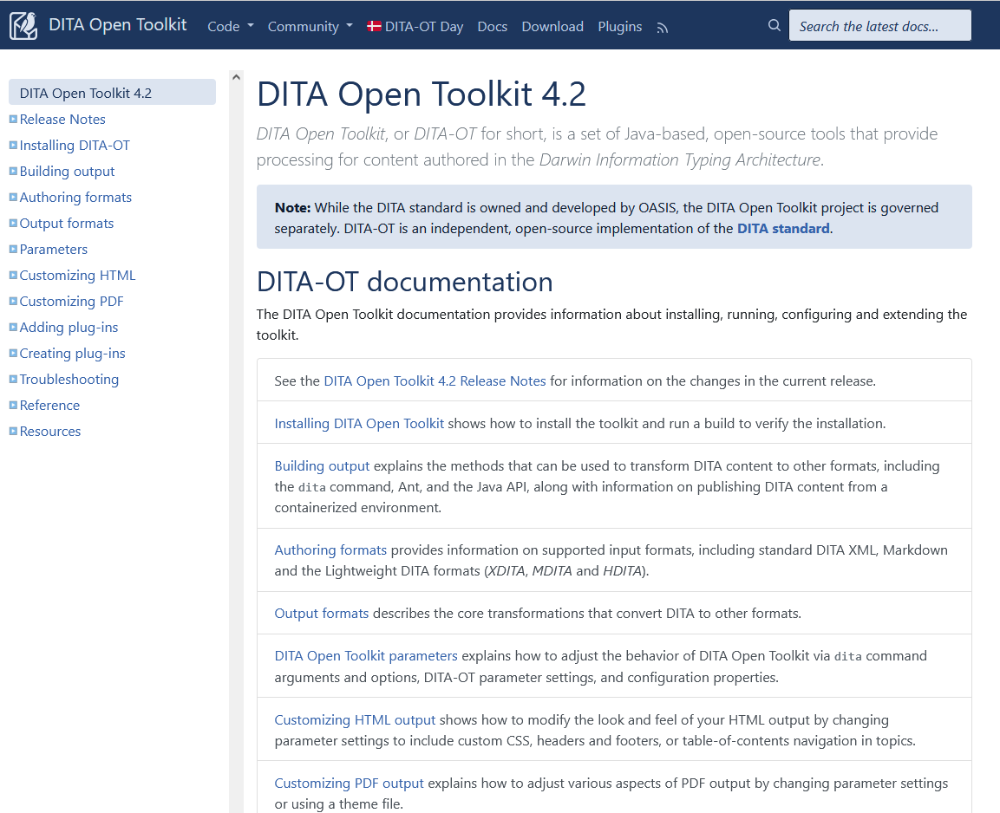 DITA Open Toolkit Code Community DITA-OT Day Docs Download Plugins Search the latest docs...
DITA Open Toolkit 4.2
Release Notes
Installing DITA-OT
Building output
Authoring formats
Output formats
Parameters
Customizing HTML
Customizing PDF
Adding plug-ins
Creating plug-ins
Troubleshooting
Reference
Resources
DITA Open Toolkit 4.2
DITA Open Toolkit, or DITA-OT for short, is a set of Java-based, open-source tools that provide
processing for content authored in the Darwin Information Typing Architecture.
Note: While the DITA standard is owned and developed by OASIS, the DITA Open Toolkit project is governed
separately. DITA-OT is an independent, open-source implementation of the DITA standard.
DITA-OT documentation
The DITA Open Toolkit documentation provides information about installing, running, configuring and extending the
toolkit.
See the DITA Open Toolkit 4.2 Release Notes for information on the changes in the current release.
Installing DITA Open Toolkit shows how to install the toolkit and run a build to verify the installation.
Building output explains the methods that can be used to transform DITA content to other formats, including
the dita command, Ant, and the Java API, along with information on publishing DITA content from a
containerized environment.
Authoring formats provides information on supported input formats, including standard DITA XML, Markdown
and the Lightweight DITA formats (XDITA, MDITA and HDITA).
Output formats describes the core transformations that convert DITA to other formats.
DITA Open Toolkit parameters explains how to adjust the behavior of DITA Open Toolkit via dita command
arguments and options, DITA-OT parameter settings, and configuration properties.
Customizing HTML output shows how to modify the look and feel of your HTML output by changing
parameter settings to include custom CSS, headers and footers, or table-of-contents navigation in topics.
Customizing PDF output explains how to adjust various aspects of PDF output by changing parameter settings
or using a theme file.